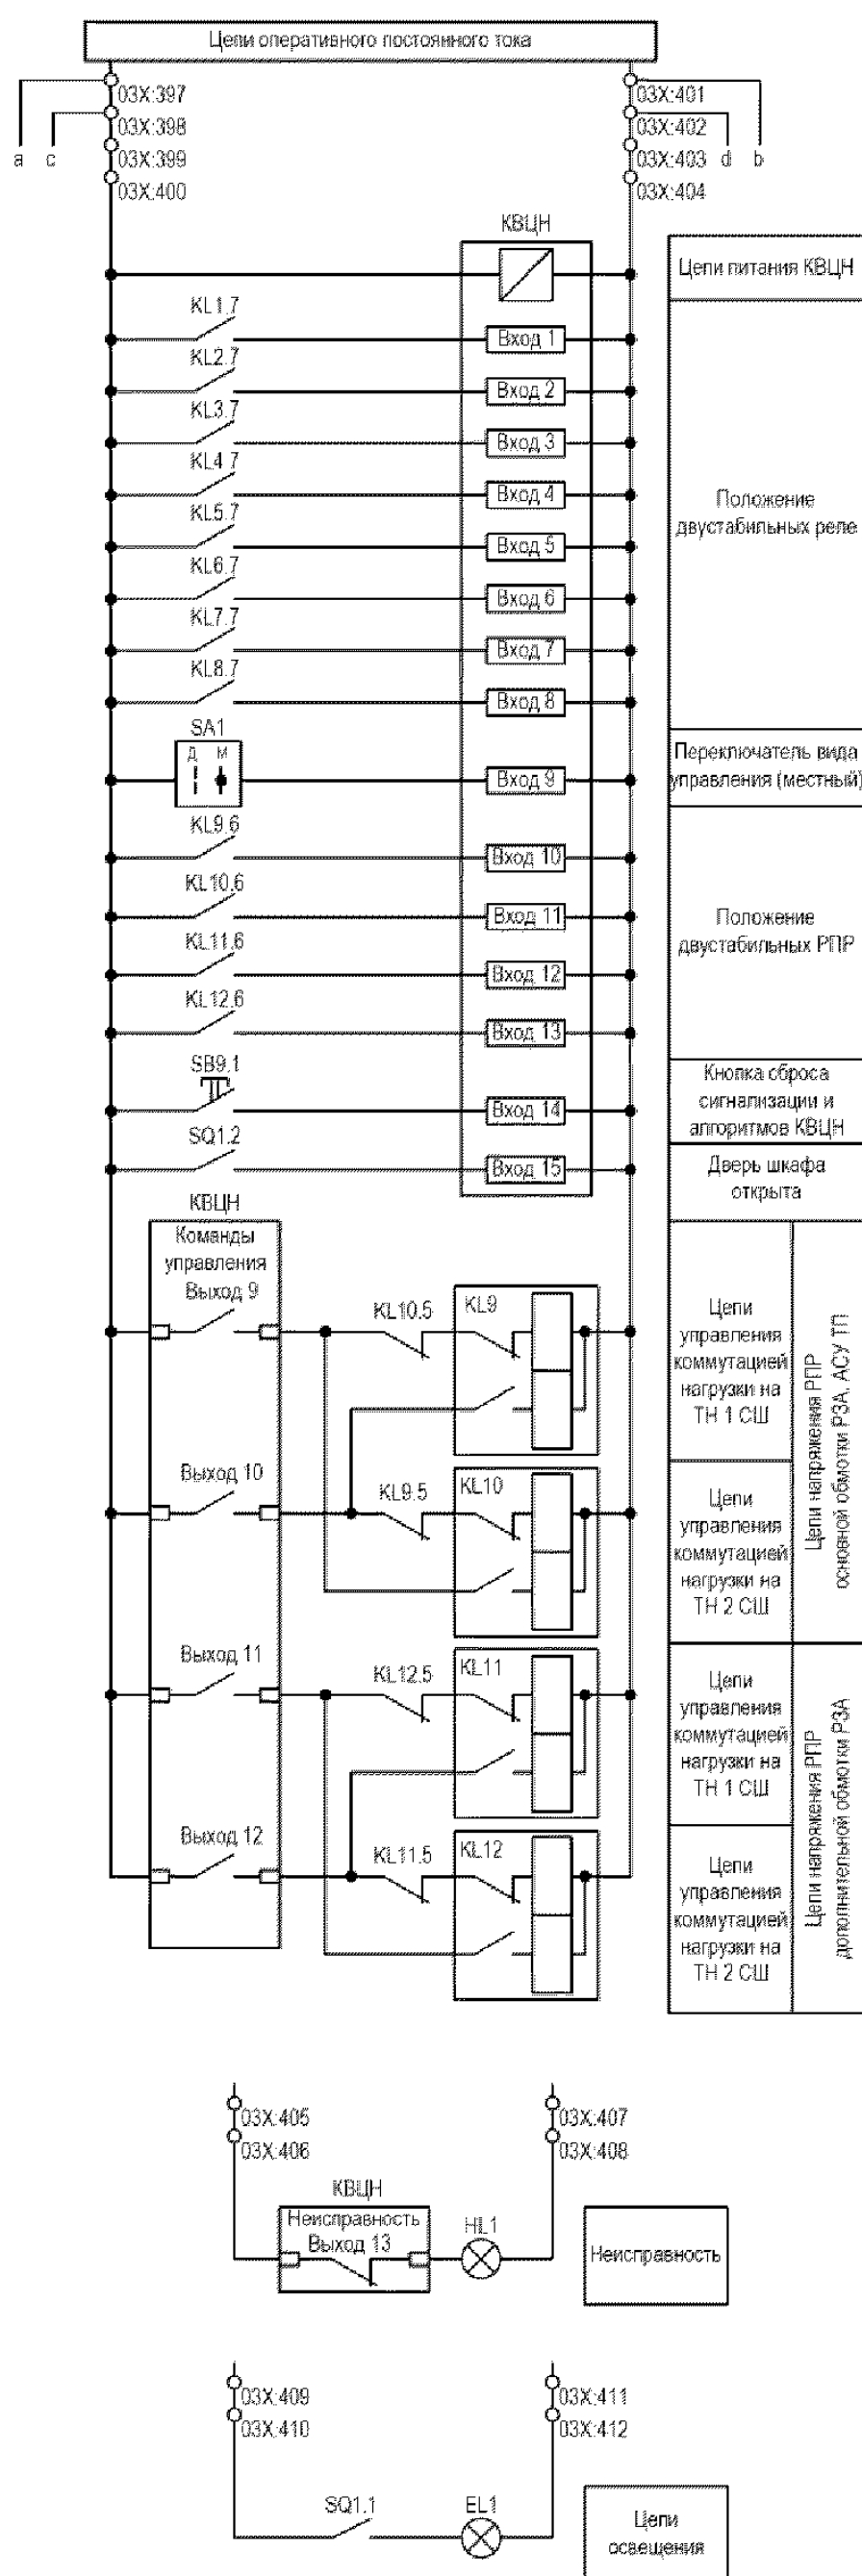 Цепи оперативного постоянного тока
03X:397
03X:398
03X:399
03X:400
a
c
03X:401
03X:402
03X:403
03X:404
d
b
КВЦН
Цепи питания КВЦН
KL1.7
Вход 1
KL2.7
Вход 2
KL3.7
Вход 3
KL4.7
Вход 4
KL5.7
Вход 5
KL6.7
Вход 6
KL7.7
Вход 7
KL8.7
Вход 8
Положение
двустабильных реле
SA1
Д М
Вход 9
Переключатель вида
управления (местный)
KL9.6
Вход 10
KL10.6
Вход 11
KL11.6
Вход 12
KL12.6
Вход 13
Положение
двустабильных РПР
SB9.1
Вход 14
Кнопка сброса
сигнализации и
алгоритмов КВЦН
SQ1.2
Вход 15
Дверь шкафа
открыта
КВЦН
Команды
управления
Выход 9
KL10.5
KL9
Цепи
управления
коммутацией
нагрузки на
ТН 1 СШ
Выход 10
KL9.5
KL10
Цепи
управления
коммутацией
нагрузки на
ТН 2 СШ
Цепи напряжения РПР
основной обмотки РЗА, АСУ ТП
Выход 11
KL12.5
KL11
Цепи
управления
коммутацией
нагрузки на
ТН 1 СШ
Выход 12
KL11.5
KL12
Цепи
управления
коммутацией
нагрузки на
ТН 2 СШ
Цепи напряжения РПР
дополнительной обмотки РЗА
03X:405
03X:406
03X:407
03X:408
КВЦН
Неисправность
Выход 13
HL1
Неисправность
03X:409
03X:410
03X:411
03X:412
SQ1.1
EL1
Цепи
освещения